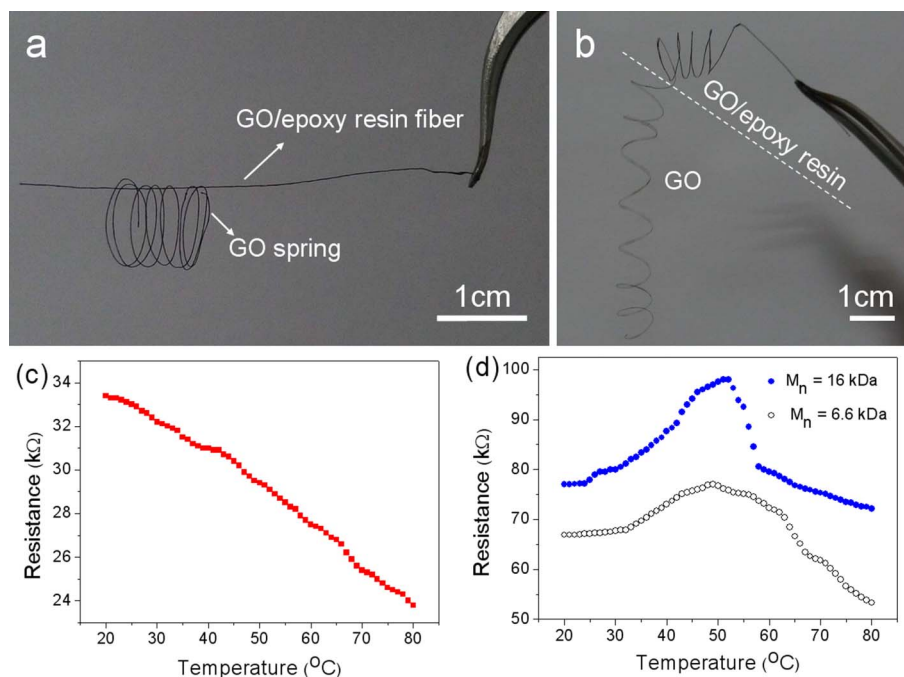 a
GO/epoxy resin fiber
GO spring
1cm
b
GO/epoxy resin
GO
1cm
(c)
Resistance (kΩ)
34
32
30
28
26
24
20 30 40 50 60 70 80
Temperature (°C)
(d)
Resistance (kΩ)
100
90
80
70
60
50
Mn = 16 kDa
Mn = 6.6 kDa
20 30 40 50 60 70 80
Temperature (°C)